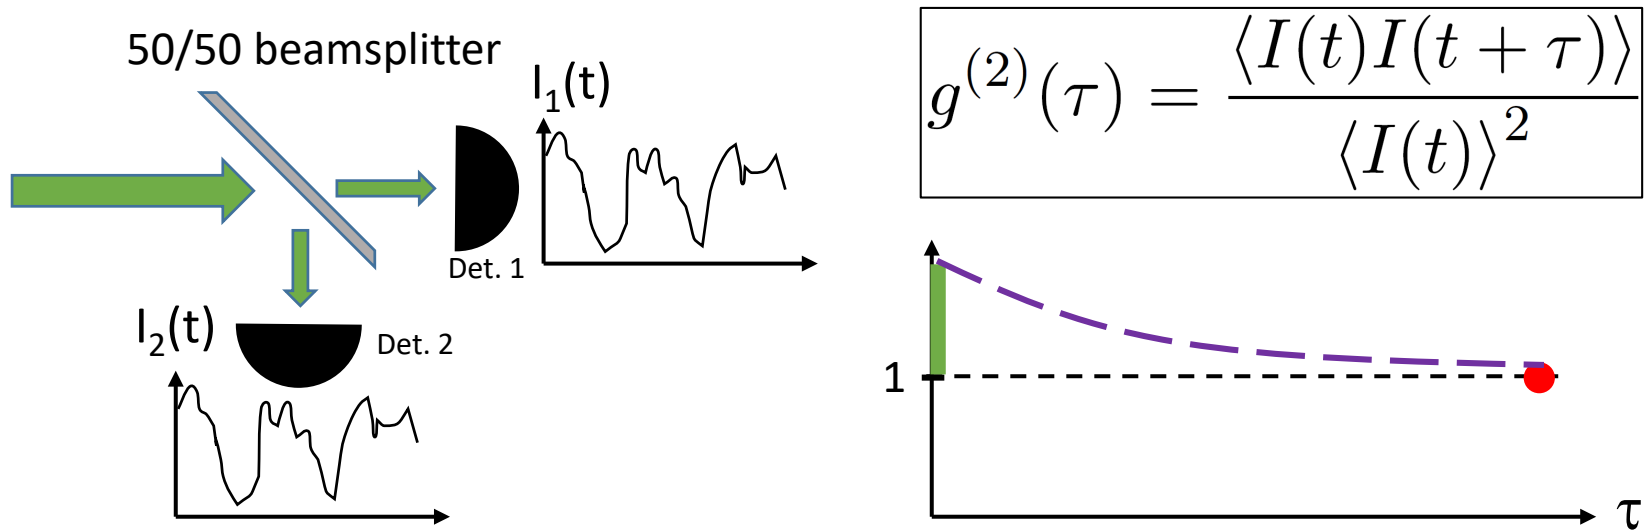 50/50 beamsplitter
I₁(t)
Det. 1
I₂(t)
Det. 2
g⁽²⁾(τ) = ⟨I(t)I(t + τ)⟩ / ⟨I(t)⟩²
1
τ